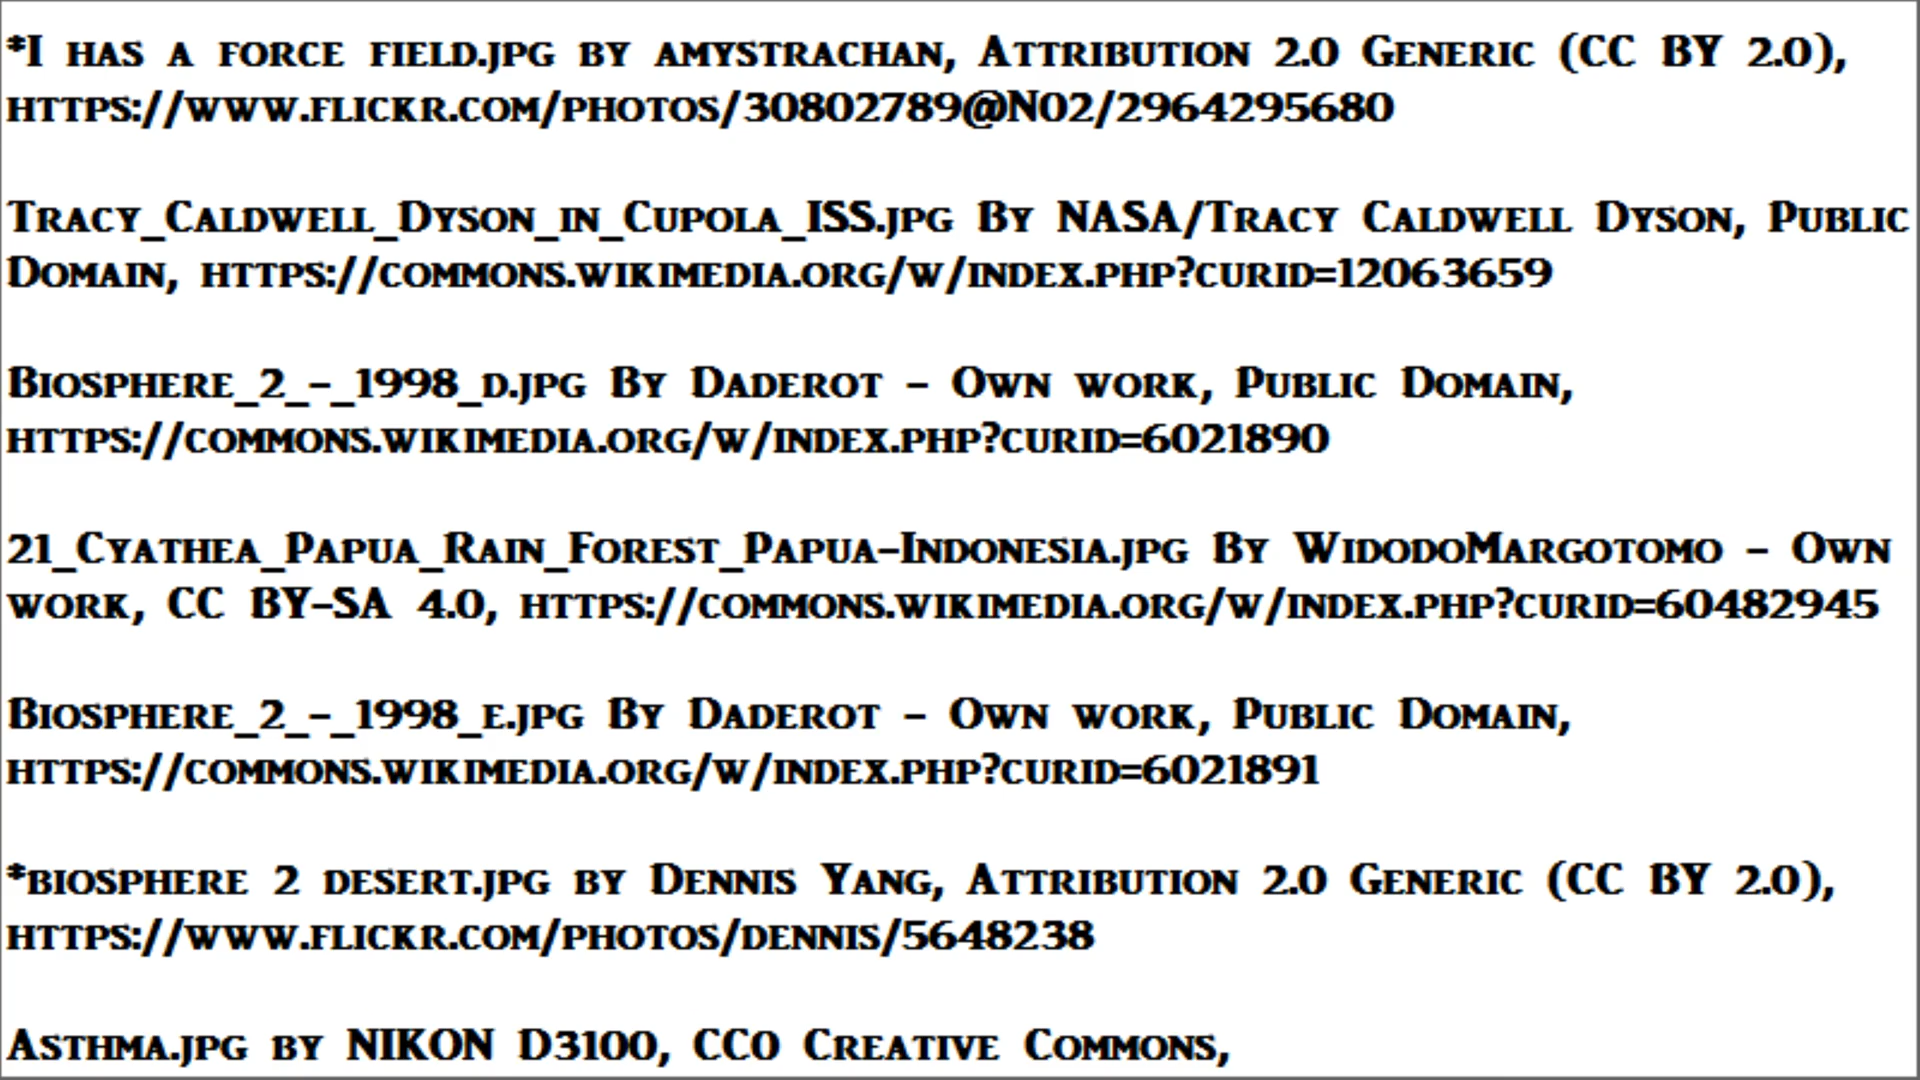 *I has a force field.jpg by amystrachan, Attribution 2.0 Generic (CC BY 2.0),
https://www.flickr.com/photos/30802789@N02/2964295680
Tracy_Caldwell_Dyson_in_Cupola_ISS.jpg By NASA/Tracy Caldwell Dyson, Public
Domain, https://commons.wikimedia.org/w/index.php?curid=12063659
Biosphere_2_-_1998_d.jpg By Daderot - Own work, Public Domain,
https://commons.wikimedia.org/w/index.php?curid=6021890
21_Cyathea_Papua_Rain_Forest_Papua-Indonesia.jpg By WidodoMargotomo - Own
work, CC BY-SA 4.0, https://commons.wikimedia.org/w/index.php?curid=60482945
Biosphere_2_-_1998_e.jpg By Daderot - Own work, Public Domain,
https://commons.wikimedia.org/w/index.php?curid=6021891
*biosphere 2 desert.jpg by Dennis Yang, Attribution 2.0 Generic (CC BY 2.0),
https://www.flickr.com/photos/dennis/5648238
Asthma.jpg by NIKON D3100, CC0 Creative Commons,